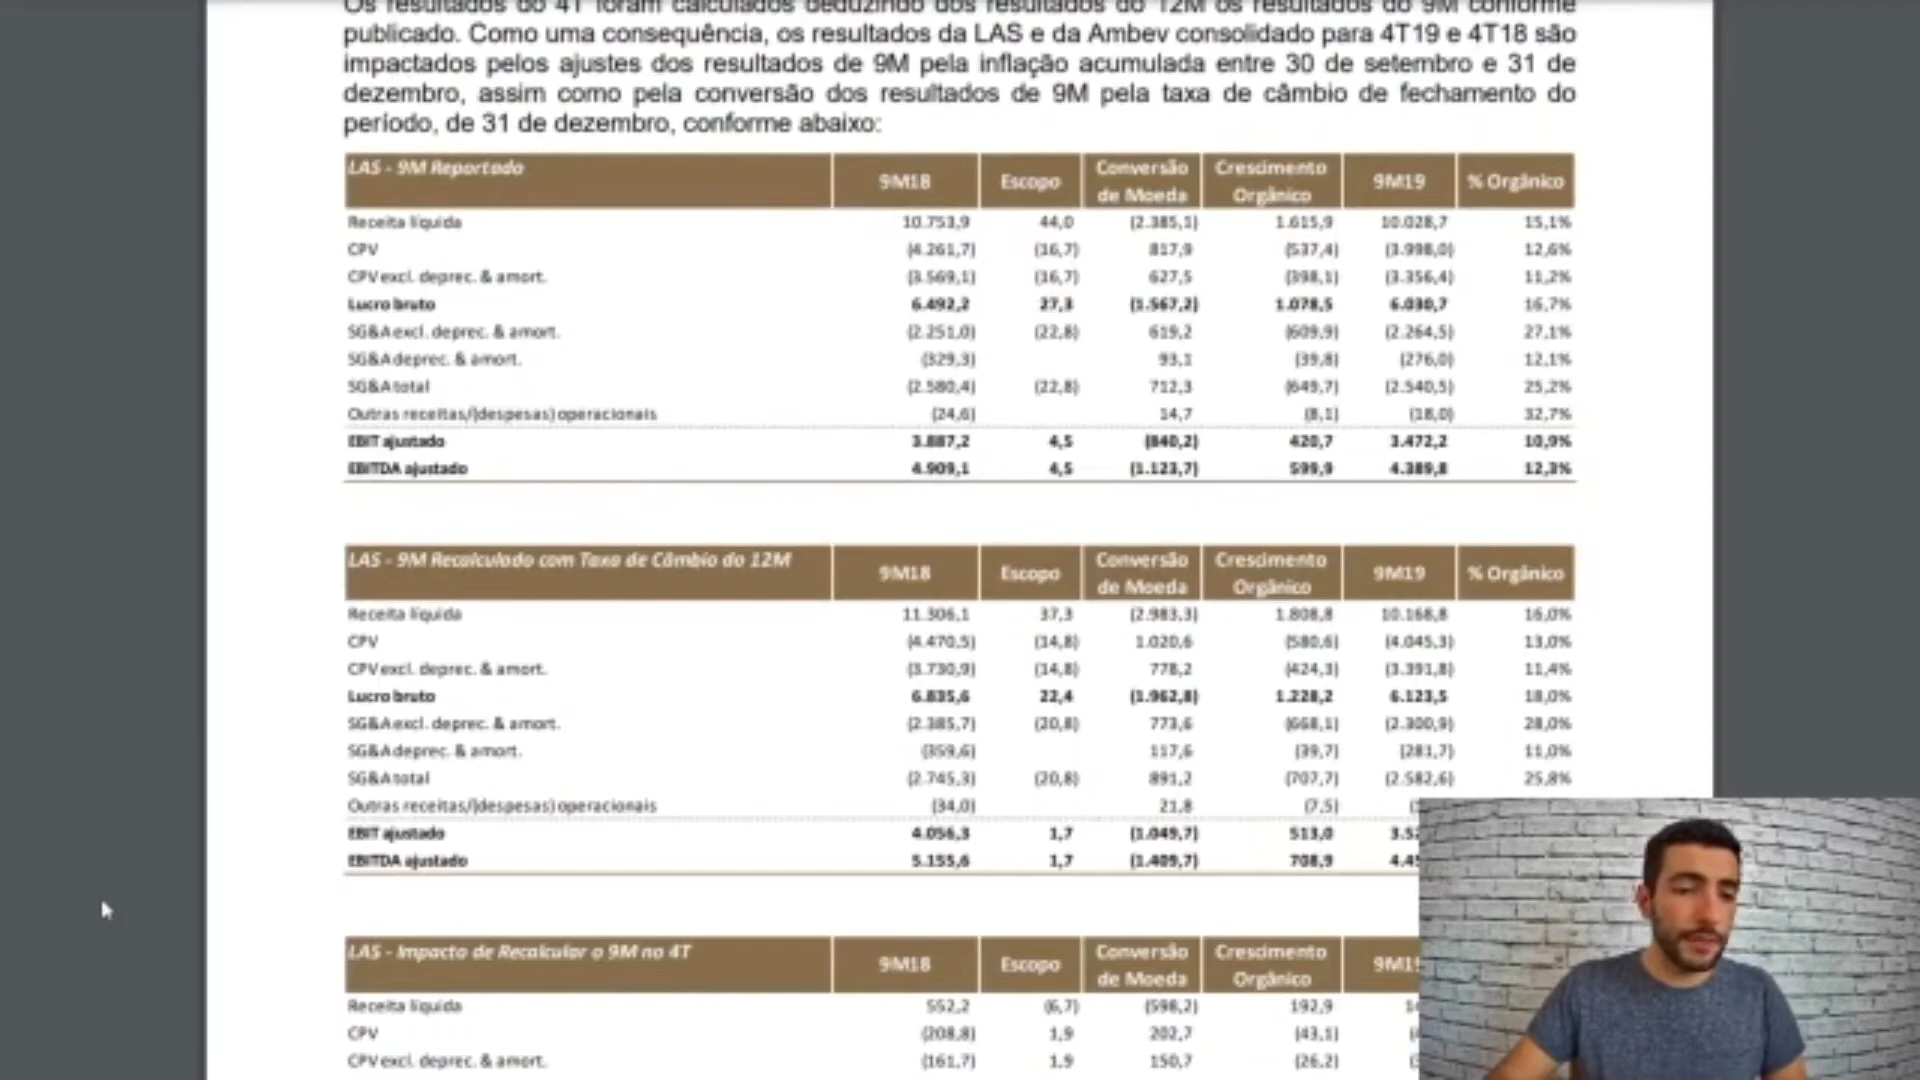 Os resultados do 4T foram calculados deduzindo dos resultados do 12M os resultados do 9M conforme
publicado. Como uma consequência, os resultados da LAS e da Ambev consolidado para 4T19 e 4T18 são
impactados pelos ajustes dos resultados de 9M pela inflação acumulada entre 30 de setembro e 31 de
dezembro, assim como pela conversão dos resultados de 9M pela taxa de câmbio de fechamento do
período, de 31 de dezembro, conforme abaixo:
LAS - 9M Reportado 9M18 Escopo Conversão de Moeda Crescimento Orgânico 9M19 % Orgânico
Receita líquida 10.753,9 44,0 (2.385,1) 1.615,9 10.028,7 15,1%
CPV (4.261,7) (16,7) 817,9 (537,4) (3.998,0) 12,6%
CPV excl. deprec. & amort. (3.569,1) (16,7) 627,5 (398,1) (3.356,4) 11,2%
Lucro bruto 6.492,2 27,3 (1.567,2) 1.078,5 6.030,7 16,7%
SG&A excl. deprec. & amort. (2.251,0) (22,8) 619,2 (609,9) (2.264,5) 27,1%
SG&A deprec. & amort. (329,3) 93,1 (39,8) (276,0) 12,1%
SG&A total (2.580,4) (22,8) 712,3 (649,7) (2.540,5) 25,2%
Outras receitas/(despesas) operacionais (24,6) 14,7 (8,1) (18,0) 32,7%
EBIT ajustado 3.887,2 4,5 (840,2) 420,7 3.472,2 10,9%
EBITDA ajustado 4.909,1 4,5 (1.123,7) 599,9 4.389,8 12,3%
LAS - 9M Recalculado com Taxa de Câmbio do 12M 9M18 Escopo Conversão de Moeda Crescimento Orgânico 9M19 % Orgânico
Receita líquida 11.306,1 37,3 (2.983,3) 1.808,8 10.168,8 16,0%
CPV (4.470,5) (14,8) 1.020,6 (580,6) (4.045,3) 13,0%
CPV excl. deprec. & amort. (3.730,9) (14,8) 778,2 (424,3) (3.391,8) 11,4%
Lucro bruto 6.835,6 22,4 (1.962,8) 1.228,2 6.123,5 18,0%
SG&A excl. deprec. & amort. (2.385,7) (20,8) 773,6 (668,1) (2.300,9) 28,0%
SG&A deprec. & amort. (359,6) 117,6 (39,7) (281,7) 11,0%
SG&A total (2.745,3) (20,8) 891,2 (707,7) (2.582,6) 25,8%
Outras receitas/(despesas) operacionais (34,0) 21,8 (7,5)
EBIT ajustado 4.056,3 1,7 (1.049,7) 513,0
EBITDA ajustado 5.155,6 1,7 (1.409,7) 708,9
LAS - Impacto de Recalcular o 9M no 4T 9M18 Escopo Conversão de Moeda Crescimento Orgânico
Receita líquida 552,2 (6,7) (598,2) 192,9
CPV (208,8) 1,9 202,7 (43,1)
CPV excl. deprec. & amort. (161,7) 1,9 150,7 (26,2)